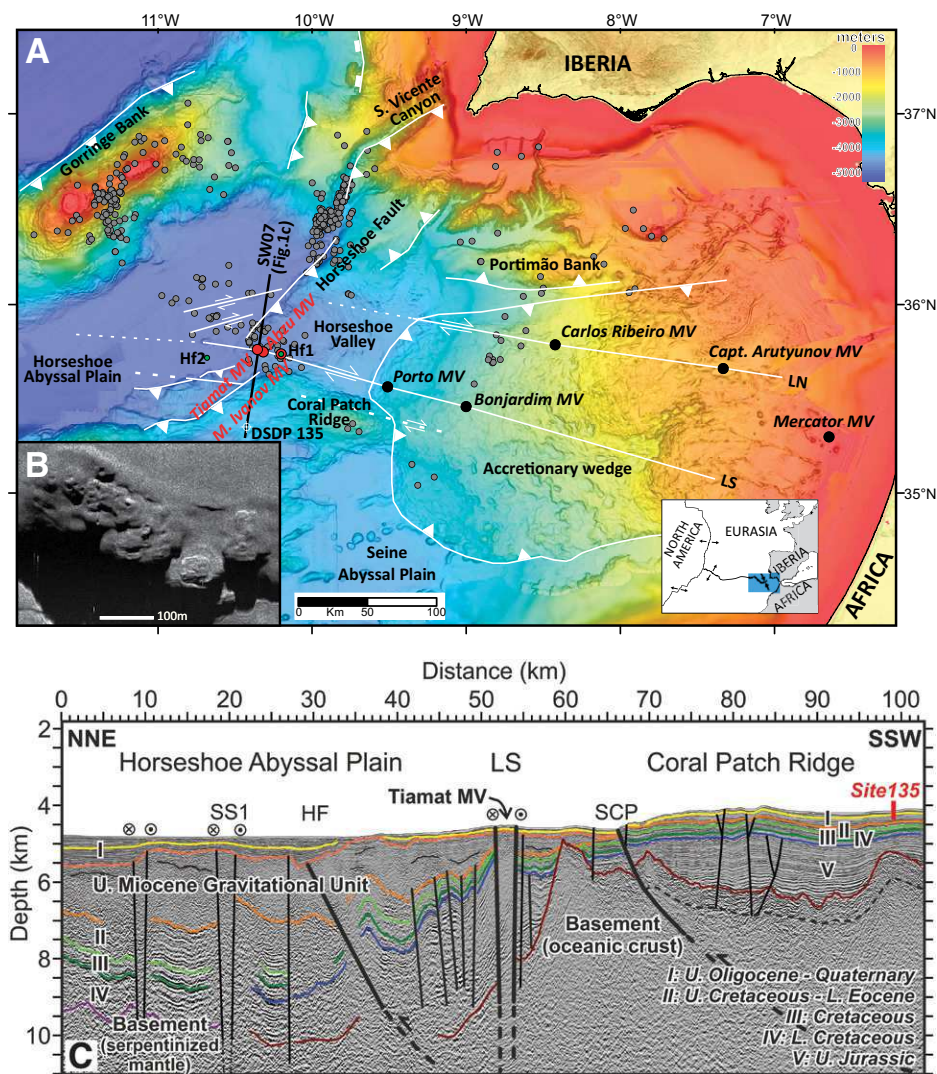 11°W
10°W
9°W
8°W
7°W
A
IBERIA
meters
0
-1000
-2000
-3000
-4000
-5000
37°N
36°N
35°N
Gorringe Bank
S. Vicente
Canyon
SW07
(Fig.1c)
Horseshoe Fault
Portimão Bank
Horseshoe
Valley
Carlos Ribeiro MV
Capt. Arutyunov MV
LN
Hf2
Hf1
Abzu MV
Tiamat MV
M. Ivanov MV
Horseshoe
Abyssal Plain
Porto MV
Bonjardim MV
Mercator MV
Coral Patch
Ridge
DSDP 135
Accretionary wedge
LS
Seine
Abyssal Plain
Km
0 50 100
B
100m
NORTH
AMERICA
EURASIA
IBERIA
AFRICA
AFRICA
Distance (km)
0 10 20 30 40 50 60 70 80 90 100
Depth (km)
2
4
6
8
10
NNE
SSW
Horseshoe Abyssal Plain
LS
Coral Patch Ridge
Tiamat MV
Site135
SS1
HF
SCP
I
U. Miocene Gravitational Unit
II
III
IV
Basement
(serpentinized
mantle)
Basement
(oceanic crust)
I
II
III
IV
V
I: U. Oligocene - Quaternary
II: U. Cretaceous - L. Eocene
III: Cretaceous
IV: L. Cretaceous
V: U. Jurassic
C